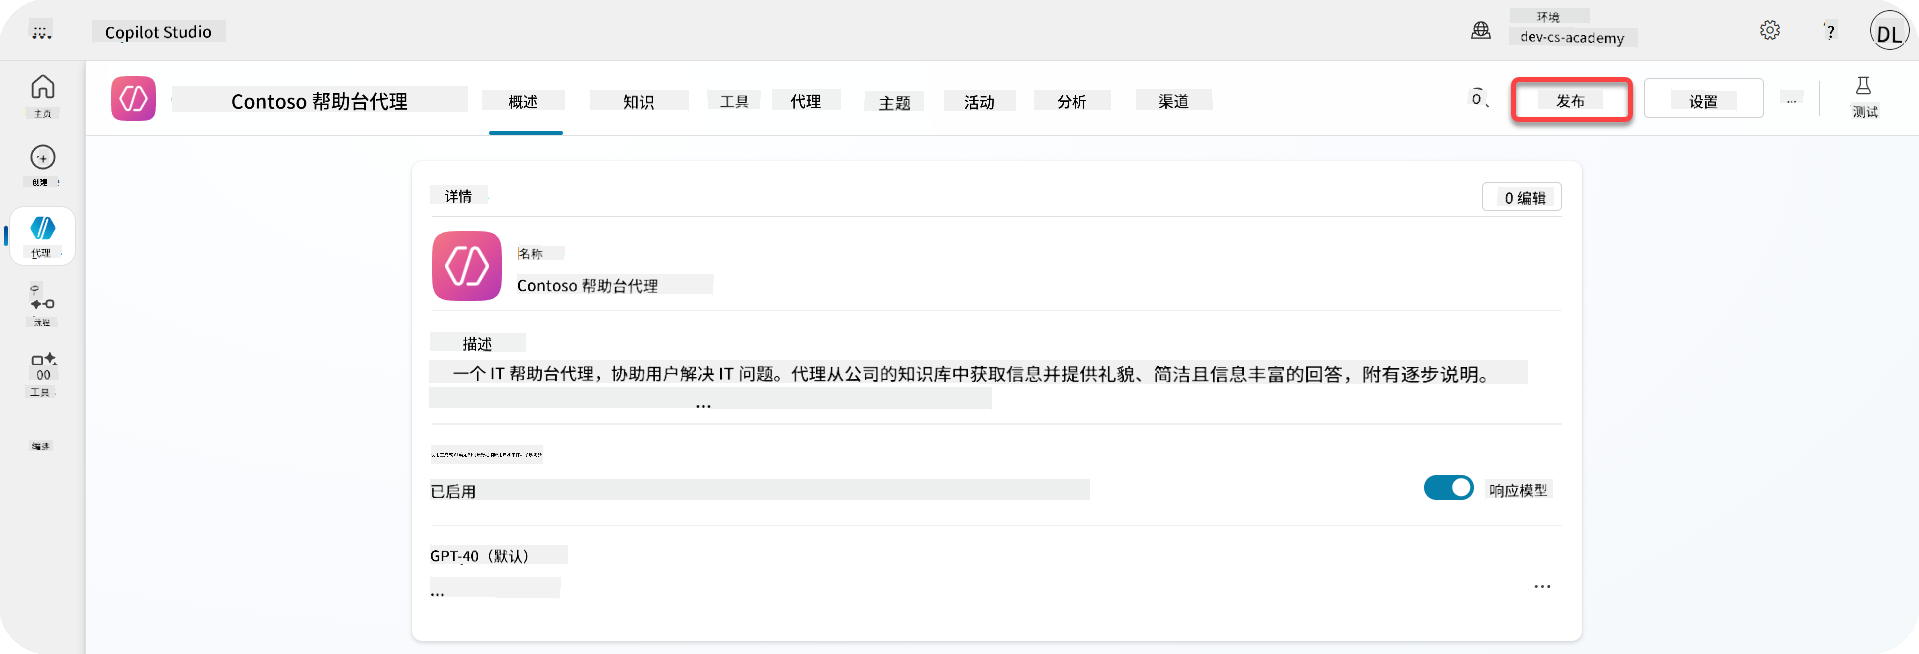 Copilot Studio
环境
dev-cs-academy
?
DL
主页
创建
代理
流程
工具
Contoso 帮助台代理
概述
知识
工具
代理
主题
活动
分析
渠道
发布
设置
...
测试
详情
0 编辑
名称
Contoso 帮助台代理
描述
一个 IT 帮助台代理，协助用户解决 IT 问题。代理从公司的知识库中获取信息并提供礼貌、简洁且信息丰富的回答，附有逐步说明。
...
已启用
响应模型
GPT-4o（默认）
...
...